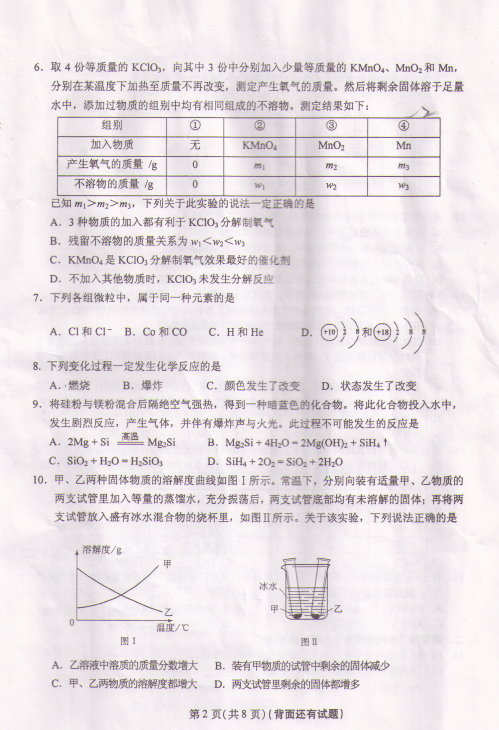 6. 取 4 份等质量的 KClO₃，向其中 3 份中分别加入少量等质量的 KMnO₄、MnO₂ 和 Mn，
分别在某温度下加热至质量不再改变，测定产生氧气的质量。然后将剩余固体溶于足量
水中，添加过物质的组别中均有相同组成的不溶物。测定结果如下：
组别 ① ② ③ ④
加入物质 无 KMnO₄ MnO₂ Mn
产生氧气的质量 /g 0 m₁ m₂ m₃
不溶物的质量 /g 0 w₁ w₂ w₃
已知 m₁＞m₂＞m₃，下列关于此实验的说法一定正确的是
A. 3 种物质的加入都有利于 KClO₃ 分解制氧气
B. 残留不溶物的质量关系为 w₁＜w₂＜w₃
C. KMnO₄ 是 KClO₃ 分解制氧气效果最好的催化剂
D. 不加入其他物质时，KClO₃ 未发生分解反应
7. 下列各组微粒中，属于同一种元素的是
A. Cl 和 Cl⁻ B. Co 和 CO C. H 和 He D. +10 2 8 和 +18 2 8 8
8. 下列变化过程一定发生化学反应的是
A. 燃烧 B. 爆炸 C. 颜色发生了改变 D. 状态发生了改变
9. 将硅粉与镁粉混合后隔绝空气强热，得到一种暗蓝色的化合物。将此化合物投入水中，
发生剧烈反应，产生气体，并伴有爆炸声与火光。此过程不可能发生的反应是
A. 2Mg + Si 高温 Mg₂Si B. Mg₂Si + 4H₂O = 2Mg(OH)₂ + SiH₄↑
C. SiO₂ + H₂O = H₂SiO₃ D. SiH₄ + 2O₂ = SiO₂ + 2H₂O
10. 甲、乙两种固体物质的溶解度曲线如图 I 所示。常温下，分别向装有适量甲、乙物质的
两支试管里加入等量的蒸馏水，充分振荡后，两支试管底部均有未溶解的固体；再将两
支试管放入盛有冰水混合物的烧杯里，如图 II 所示。关于该实验，下列说法正确的是
溶解度/g
甲
乙
0
温度/℃
图 I
冰水
甲
乙
图 II
A. 乙溶液中溶质的质量分数增大 B. 装有甲物质的试管中剩余的固体减少
C. 甲、乙两物质的溶解度都增大 D. 两支试管里剩余的固体都增多
第 2 页(共 8 页)(背面还有试题)